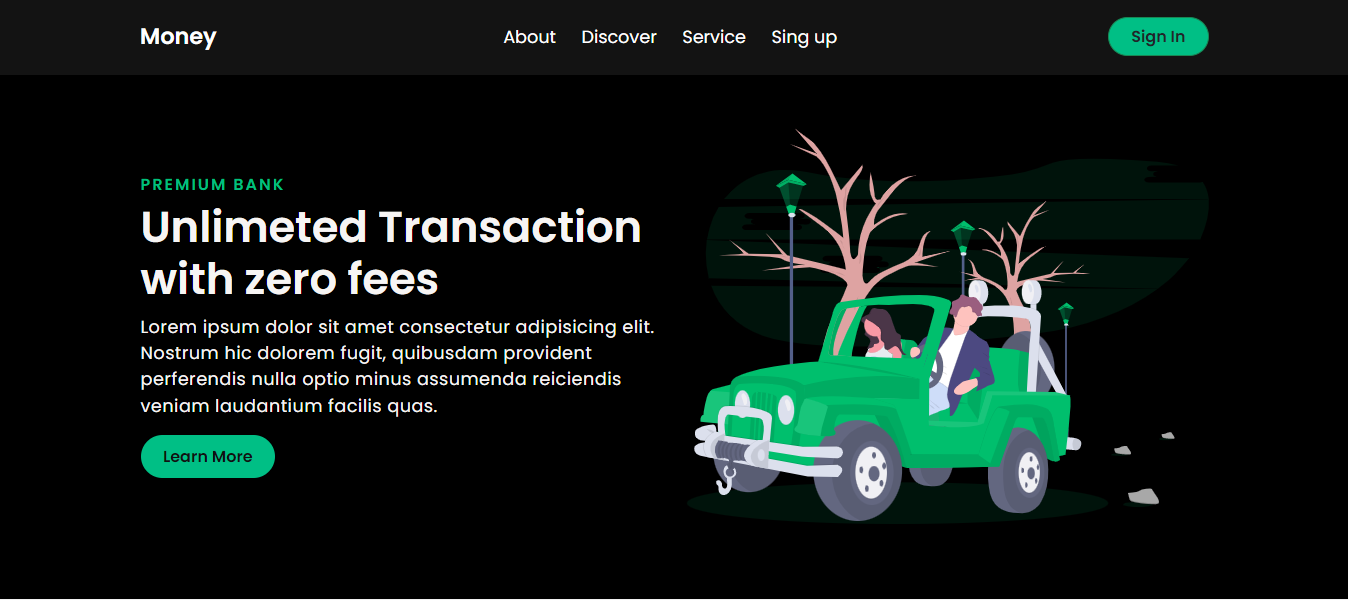 Money
About Discover Service Sing up
Sign In
PREMIUM BANK
Unlimeted Transaction
with zero fees
Lorem ipsum dolor sit amet consectetur adipisicing elit.
Nostrum hic dolorem fugit, quibusdam provident
perferendis nulla optio minus assumenda reiciendis
veniam laudantium facilis quas.
Learn More